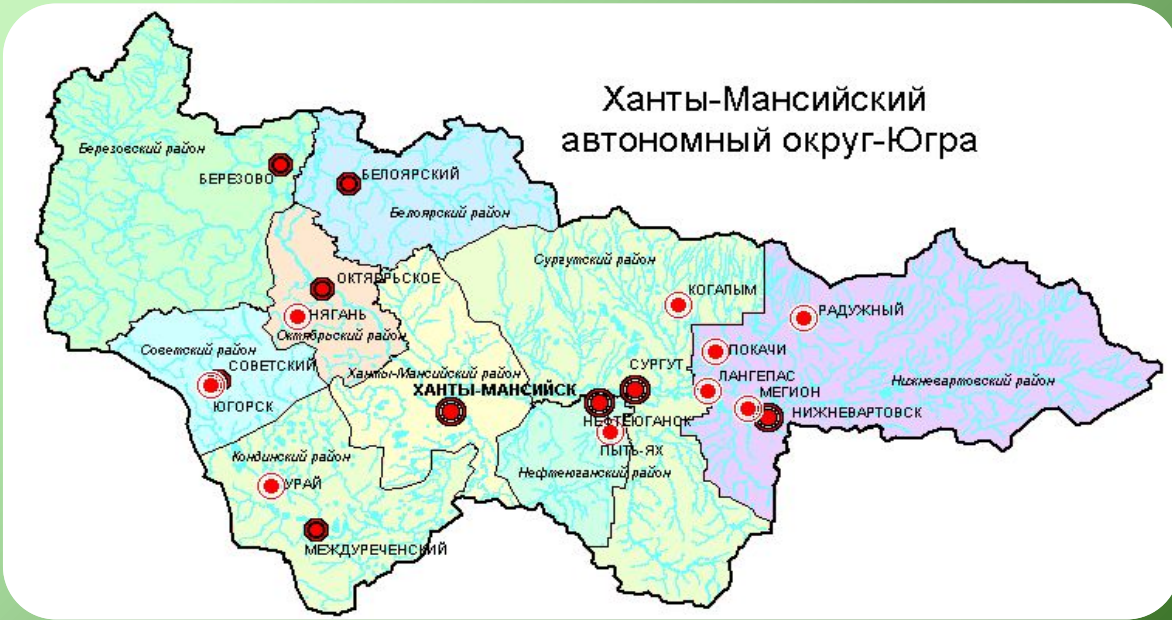 Ханты-Мансийский
автономный округ-Югра
Березовский район
БЕРЕЗОВО
БЕЛОЯРСКИЙ
Белоярский район
Сургутский район
ОКТЯБРЬСКОЕ
КОГАЛЫМ
НЯГАНЬ
РАДУЖНЫЙ
Октябрьский район
Советский район
ПОКАЧИ
СОВЕТСКИЙ
СУРГУТ
Ханты-Мансийский район
ЛАНГЕПАС
Нижневартовский район
ХАНТЫ-МАНСИЙСК
МЕГИОН
ЮГОРСК
НИЖНЕВАРТОВСК
НЕФТЕЮГАНСК
ПЫТЬ-ЯХ
Кондинский район
Нефтеюганский район
УРАЙ
МЕЖДУРЕЧЕНСКИЙ